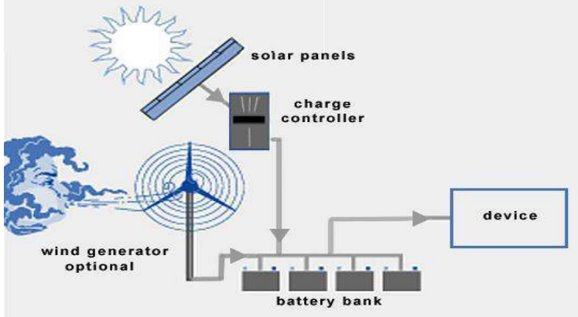 solar panels
charge
controller
wind generator
optional
device
battery bank